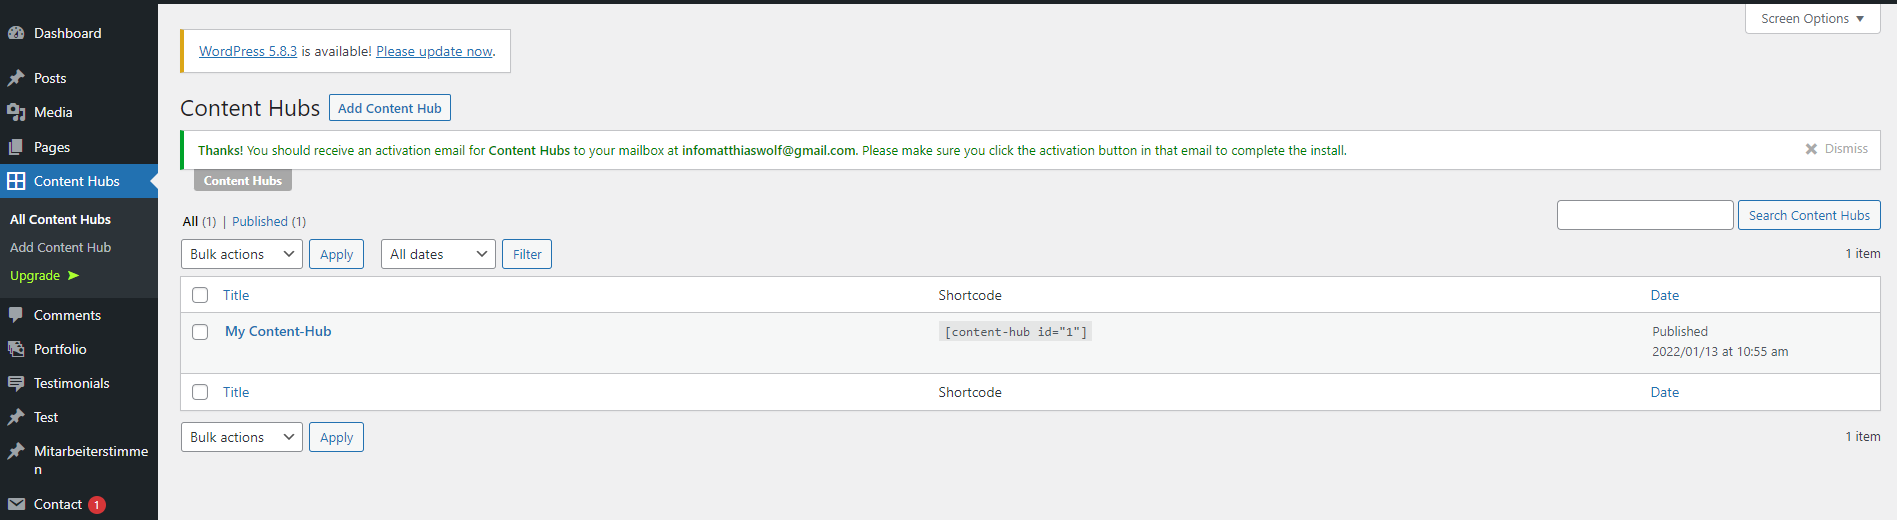 Screen Options ▼
Dashboard
Posts
Media
Pages
Content Hubs
All Content Hubs
Add Content Hub
Upgrade ➤
Comments
Portfolio
Testimonials
Test
Mitarbeiterstimme
n
Contact 1
WordPress 5.8.3 is available! Please update now.
Content Hubs Add Content Hub
Thanks! You should receive an activation email for Content Hubs to your mailbox at infomatthiaswolf@gmail.com. Please make sure you click the activation button in that email to complete the install. Dismiss
Content Hubs
All (1) | Published (1) Search Content Hubs
Bulk actions Apply All dates Filter 1 item
Title Shortcode Date
My Content-Hub [content-hub id="1"] Published
2022/01/13 at 10:55 am
Title Shortcode Date
Bulk actions Apply 1 item